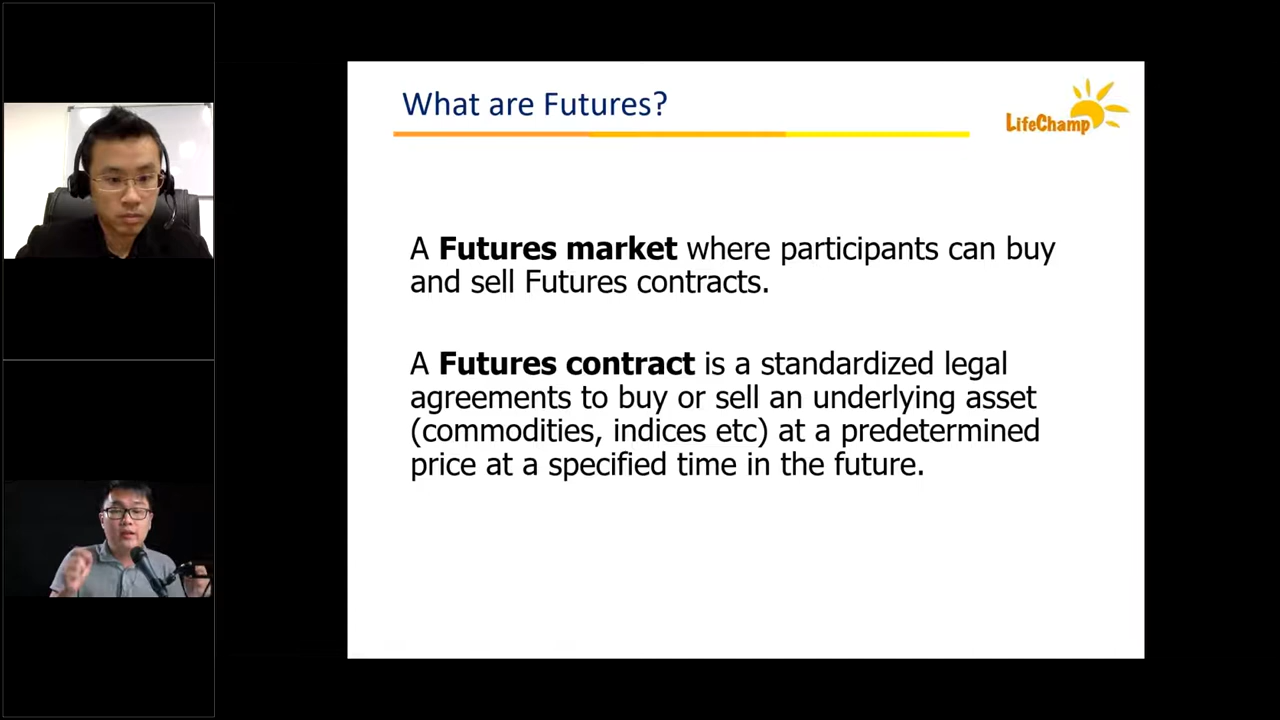 What are Futures?
LifeChamp
A Futures market where participants can buy
and sell Futures contracts.
A Futures contract is a standardized legal
agreements to buy or sell an underlying asset
(commodities, indices etc) at a predetermined
price at a specified time in the future.